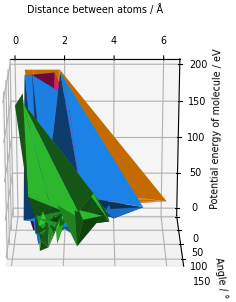 Distance between atoms / Å
0 2 4 6
200
150
100
50
0
Potential energy of molecule / eV
0
50
100
150
Angle / °